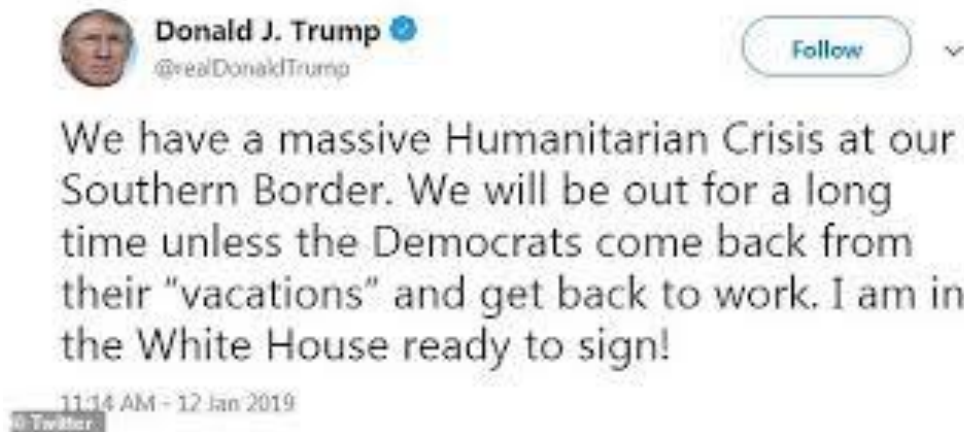 Donald J. Trump
@realDonaldTrump
Follow
We have a massive Humanitarian Crisis at our
Southern Border. We will be out for a long
time unless the Democrats come back from
their "vacations" and get back to work. I am in
the White House ready to sign!
11:14 AM - 12 Jan 2019
© Twitter